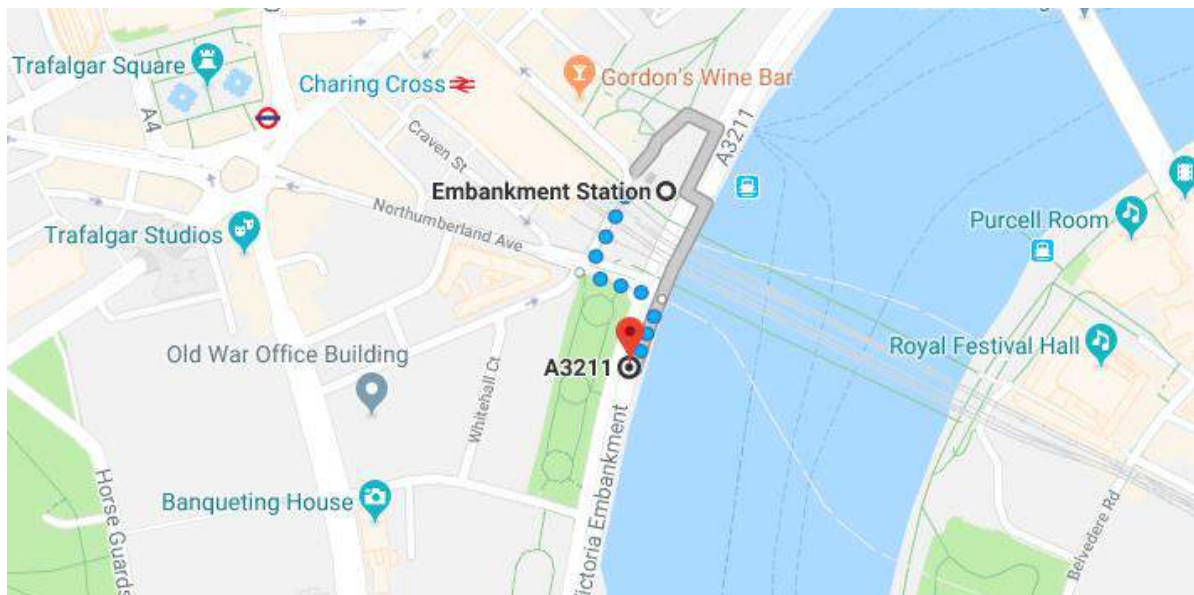 Trafalgar Square
A4
Charing Cross
Gordon's Wine Bar
A3211
Craven St
Embankment Station
Northumberland Ave
Trafalgar Studios
Purcell Room
Old War Office Building
A3211
Royal Festival Hall
Whitehall Ct
Horse Guards
Banqueting House
ictoria Embankment
Belvedere Rd